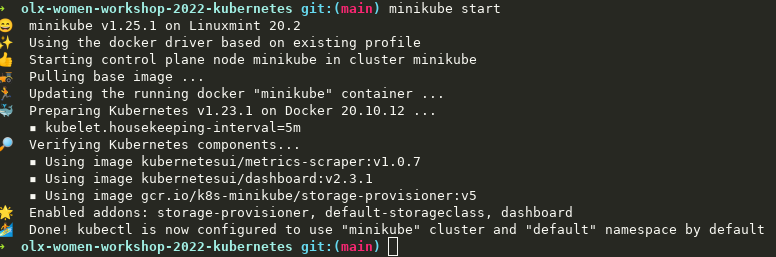 ➜ olx-women-workshop-2022-kubernetes git:(main) minikube start
😄 minikube v1.25.1 on Linuxmint 20.2
✨ Using the docker driver based on existing profile
👍 Starting control plane node minikube in cluster minikube
🚜 Pulling base image ...
🏃 Updating the running docker "minikube" container ...
🐳 Preparing Kubernetes v1.23.1 on Docker 20.10.12 ...
▪ kubelet.housekeeping-interval=5m
🔎 Verifying Kubernetes components...
▪ Using image kubernetesui/metrics-scraper:v1.0.7
▪ Using image kubernetesui/dashboard:v2.3.1
▪ Using image gcr.io/k8s-minikube/storage-provisioner:v5
🌟 Enabled addons: storage-provisioner, default-storageclass, dashboard
🏄 Done! kubectl is now configured to use "minikube" cluster and "default" namespace by default
➜ olx-women-workshop-2022-kubernetes git:(main)